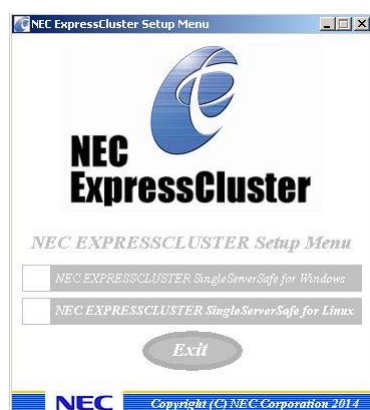 NEC ExpressCluster Setup Menu
NEC
ExpressCluster
NEC EXPRESSCLUSTER Setup Menu
NEC EXPRESSCLUSTER SingleServerSafe for Windows
NEC EXPRESSCLUSTER SingleServerSafe for Linux
Exit
NEC Copyright (C) NEC Corporation 2014